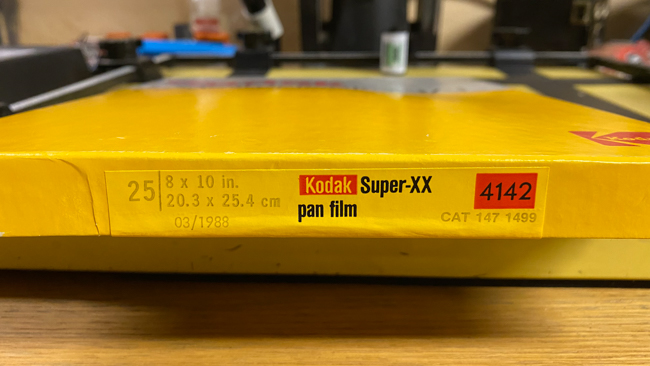 25
8 x 10 in.
20.3 x 25.4 cm
03/1988
Kodak Super-XX
pan film
4142
CAT 147 1499